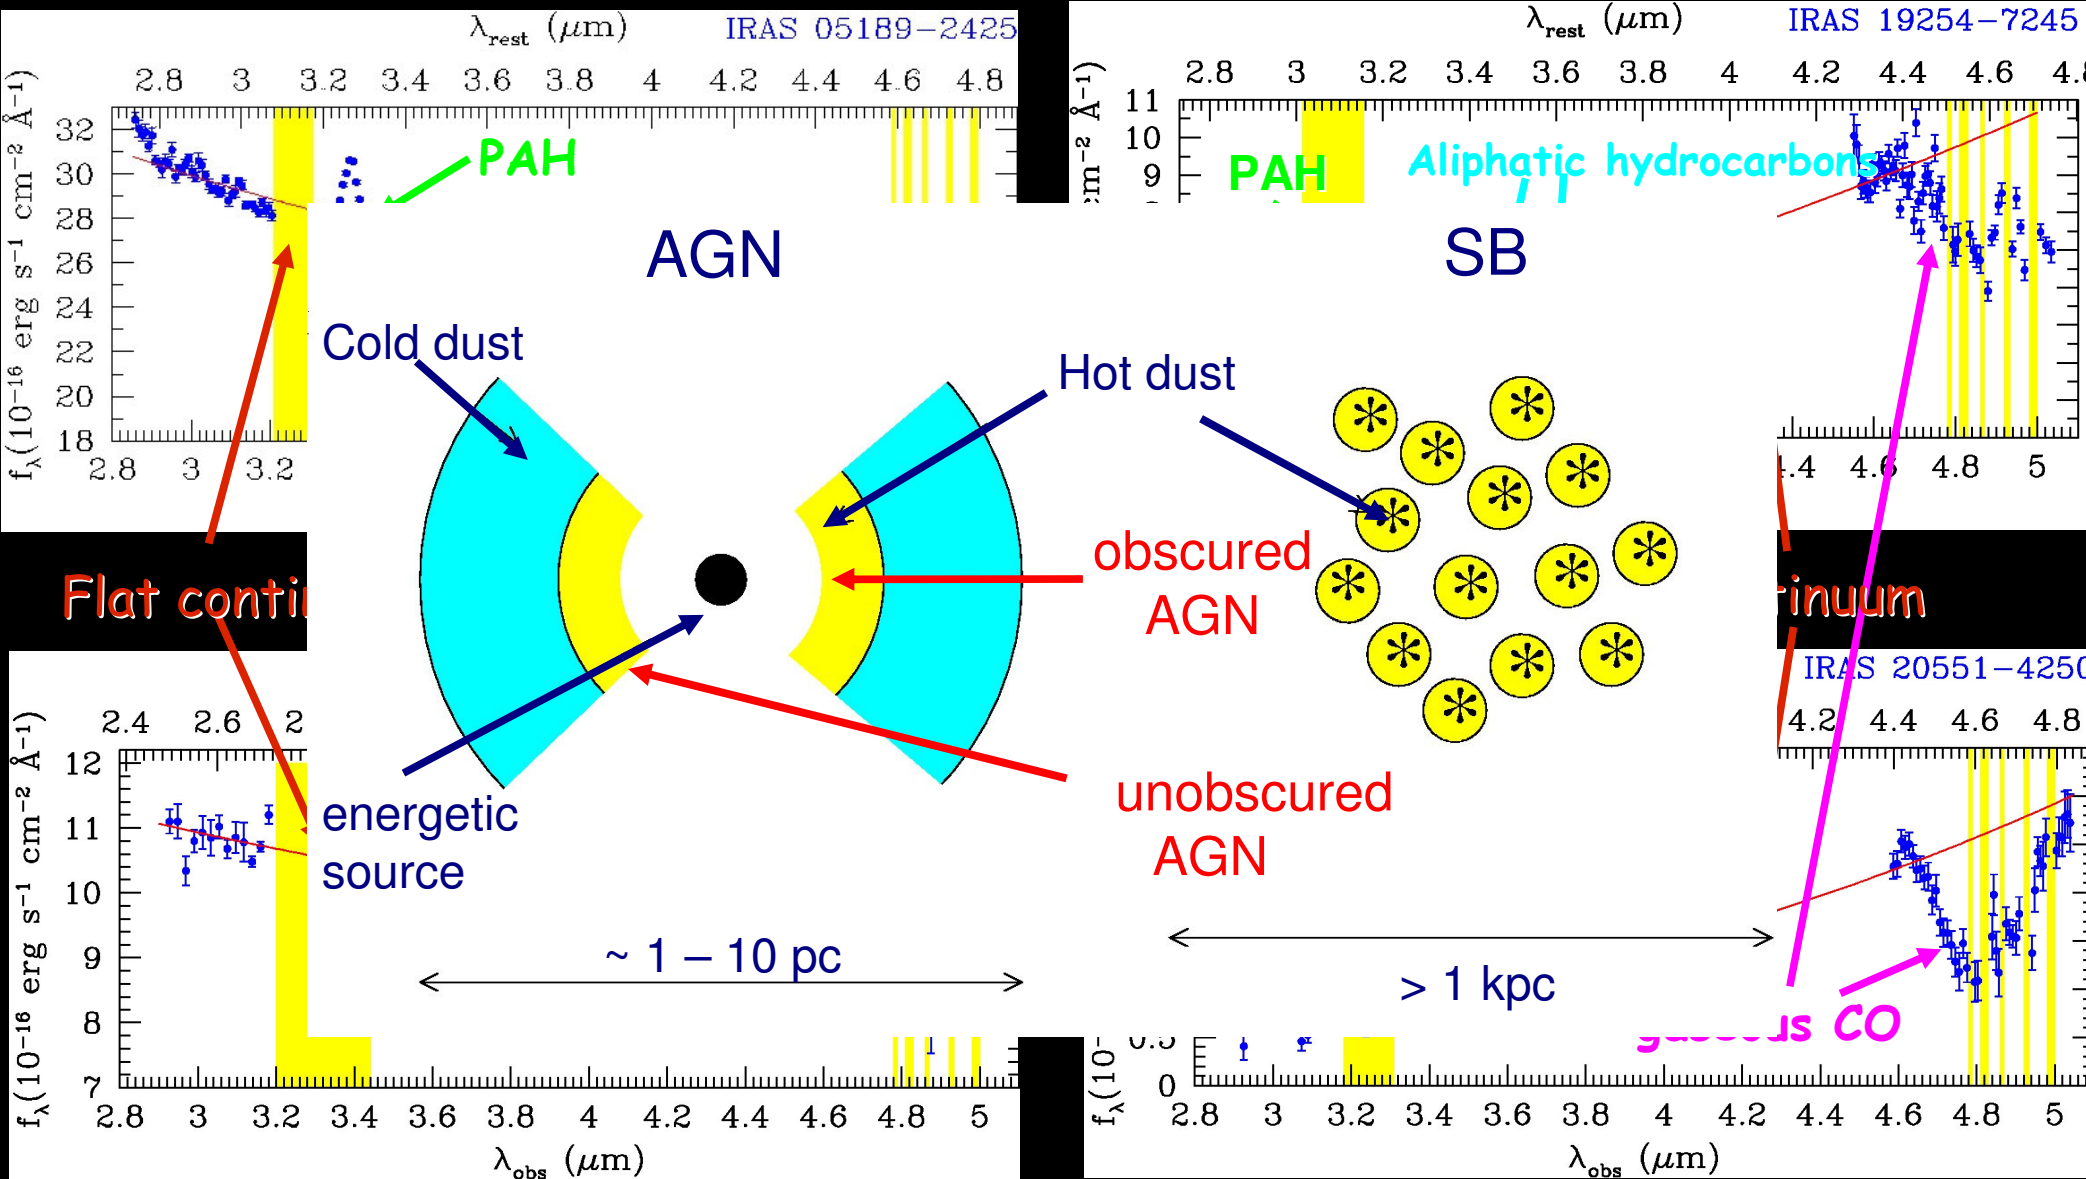 λrest (μm) IRAS 05189−2425
2.8 3 3.2 3.4 3.6 3.8 4 4.2 4.4 4.6 4.8
fλ(10−16 erg s−1 cm−2 Å−1)
32
30
28
26
24
22
20
18
2.8 3 3.2
PAH
λrest (μm) IRAS 19254−7245
2.8 3 3.2 3.4 3.6 3.8 4 4.2 4.4 4.6
cm−2 Å−1)
11
10
9
PAH
Aliphatic hydrocarbons
4.6 4.8 5
AGN
SB
Cold dust
Hot dust
obscured
AGN
unobscured
AGN
energetic
source
~ 1 – 10 pc
> 1 kpc
Flat
IRAS 20551−4250
2.4 2.6
fλ(10−16 erg s−1 cm−2 Å−1)
12
11
10
9
8
7
2.8 3 3.2 3.4 3.6 3.8 4 4.2 4.4 4.6 4.8 5
λobs (μm)
4.2 4.4 4.6 4.8
gaseous CO
0.5
0
fλ(10−
2.8 3 3.2 3.4 3.6 3.8 4 4.2 4.4 4.6 4.8 5
λobs (μm)